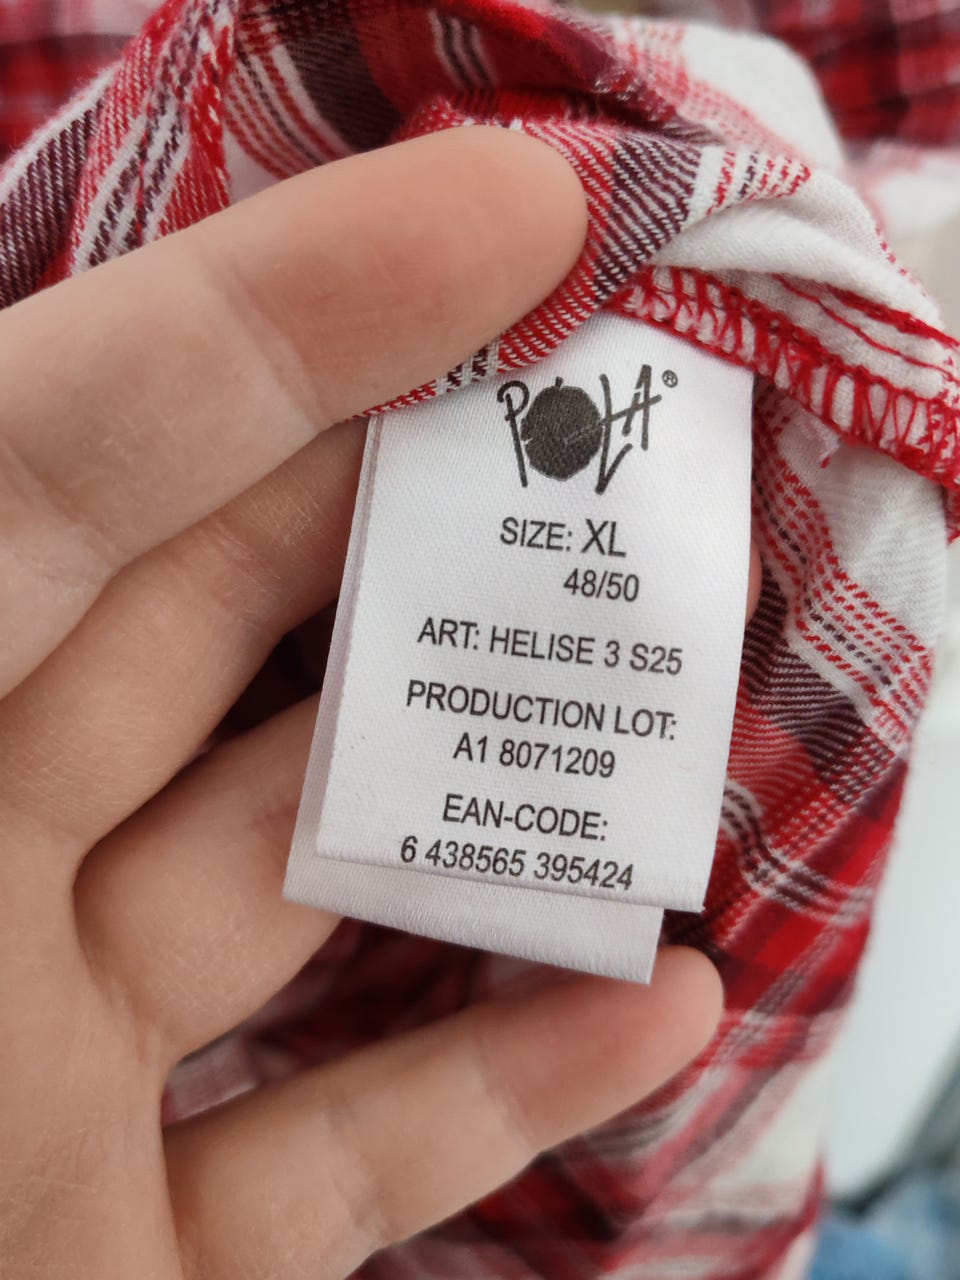 POLA®
SIZE: XL
48/50
ART: HELISE 3 S25
PRODUCTION LOT:
A1 8071209
EAN-CODE:
6 438565 395424